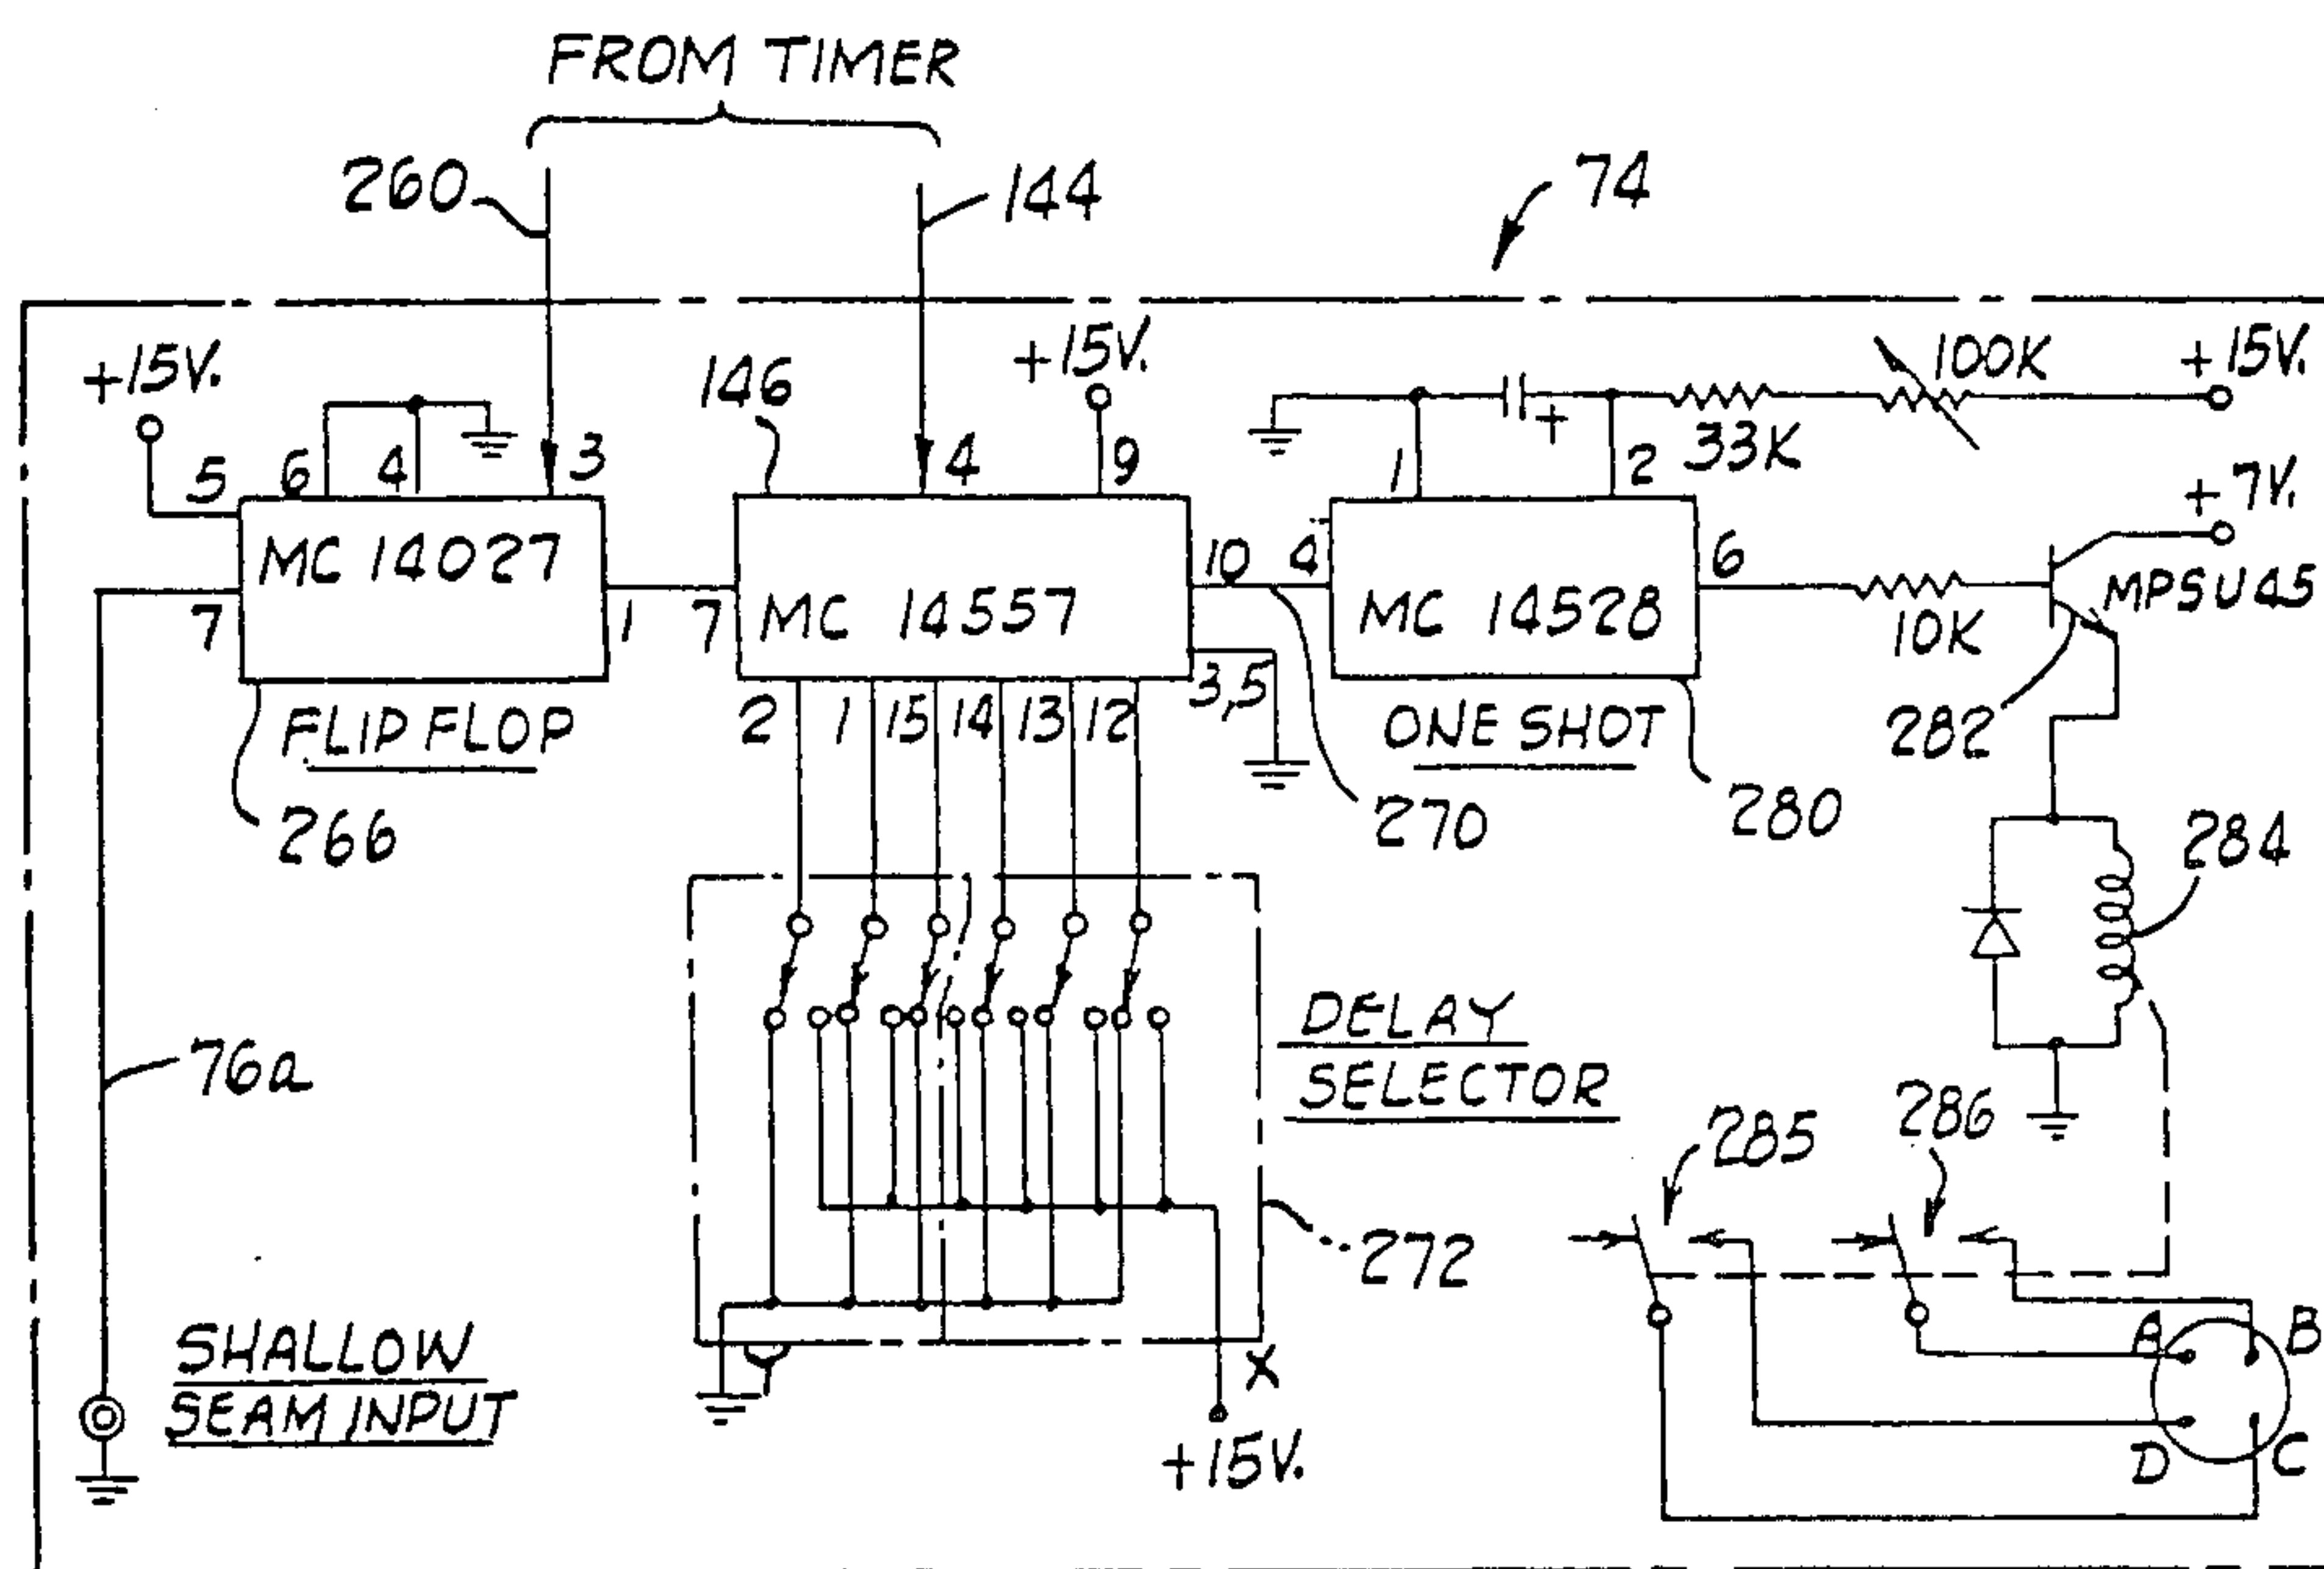 FROM TIMER
260
144
74
+15V.
146
+15V.
100K
+15V.
33K
+7V.
5
6
4
3
4
9
1
2
MC 14027
7
1
7
MC 14557
10
4
MC 14528
6
10K
MPSU45
282
FLIP FLOP
266
2
1
15
14
13
12
3,5
270
ONE SHOT
280
284
DELAY
SELECTOR
76a
272
285
286
SHALLOW
SEAM INPUT
Y
X
+15V.
A
B
D
C